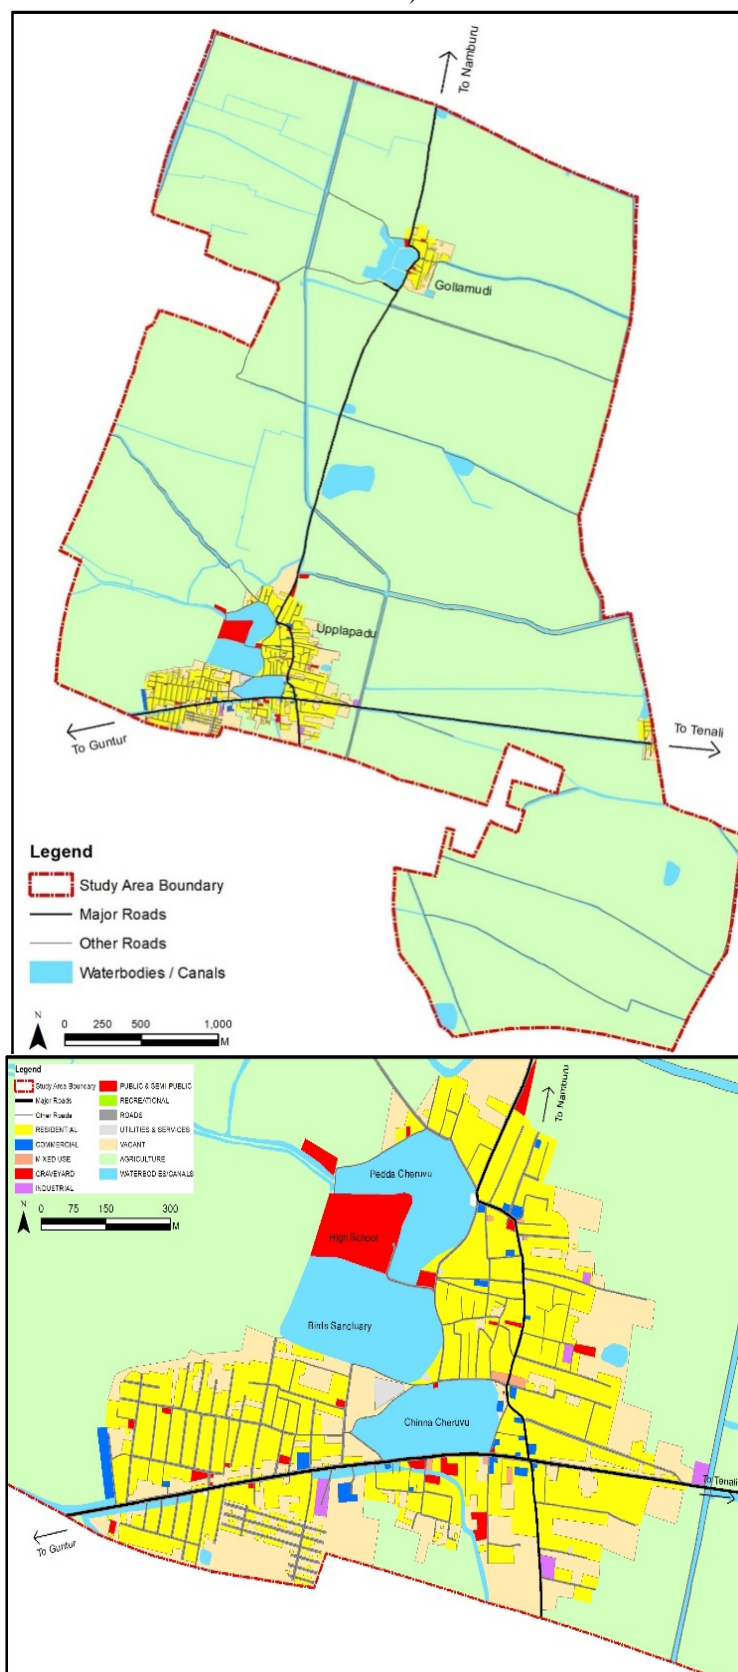 To Namburu
Gollamudi
Upplapadu
To Guntur
To Tenali
Legend
Study Area Boundary
Major Roads
Other Roads
Waterbodies / Canals
N
0 250 500 1,000
M
Legend
Study Area Boundary
Major Roads
Other Roads
RESIDENTIAL
COMMERCIAL
MIXED USE
GRAVEYARD
INDUSTRIAL
PUBLIC & SEMI PUBLIC
RECREATIONAL
ROADS
UTILITIES & SERVICES
VACANT
AGRICULTURE
WATERBODIES/CANALS
N
0 75 150 300
M
To Namburu
Pedda Cheruvu
High School
Birds Sanctuary
Chinna Cheruvu
To Tenali
To Guntur